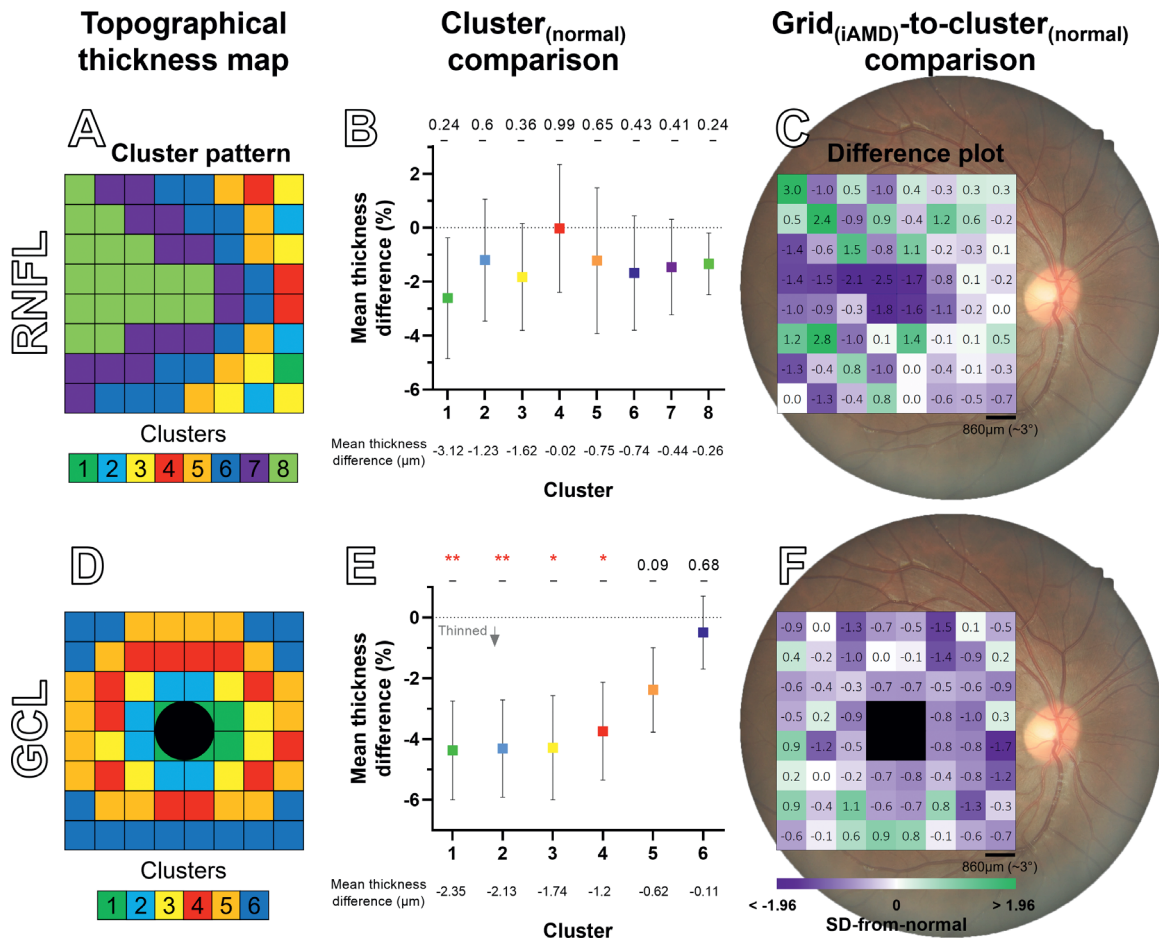 Topographical
thickness map
Cluster(normal)
comparison
Grid(iAMD)-to-cluster(normal)
comparison
RNFL
A
Cluster pattern
Clusters
1 2 3 4 5 6 7 8
B
0.24 0.6 0.36 0.99 0.65 0.43 0.41 0.24
Mean thickness
difference (%)
2
0
-2
-4
-6
1 2 3 4 5 6 7 8
Mean thickness
difference (µm)
-3.12 -1.23 -1.62 -0.02 -0.75 -0.74 -0.44 -0.26
Cluster
C
Difference plot
3.0 -1.0 0.5 -1.0 0.4 -0.3 0.3 0.3
0.5 2.4 -0.9 0.9 -0.4 1.2 0.6 -0.2
-1.4 -0.6 1.5 -0.8 1.1 -0.2 -0.2 -0.1
-1.4 -1.5 -2.1 -2.5 -1.7 -0.8 0.1 -0.2
-1.0 -0.9 -0.3 -1.8 -1.6 -1.1 -0.2 0.0
1.2 2.8 -1.0 0.1 1.4 -0.1 0.1 0.5
-1.3 -0.4 0.8 -1.0 0.0 -0.4 -0.1 -0.3
0.0 -1.3 -0.4 0.8 0.0 -0.6 -0.5 -0.7
860µm (~3°)
GCL
D
Clusters
1 2 3 4 5 6
E
** ** * * 0.09 0.68
Mean thickness
difference (%)
0
-2
-4
-6
Thinned
1 2 3 4 5 6
Mean thickness
difference (µm)
-2.35 -2.13 -1.74 -1.2 -0.62 -0.11
Cluster
F
-0.9 0.0 -1.3 -0.7 -0.5 -1.5 0.1 -0.5
0.4 -0.2 -1.0 0.0 -0.1 -1.4 -0.9 0.2
-0.6 -0.4 -0.3 -0.7 -0.7 -0.8 -0.6 -0.9
-0.5 0.2 -0.9 -0.8 -1.0 0.3
0.9 -1.2 -0.5 -0.8 -0.8 -1.7
0.2 0.0 -0.2 -0.7 -0.8 -0.4 -0.8 -1.2
0.9 -0.4 1.1 -0.6 -0.7 0.8 -1.3 -0.3
-0.6 -0.1 0.6 0.9 0.8 -0.1 -0.6 -0.7
860µm (~3°)
< -1.96 0 > 1.96
SD-from-normal